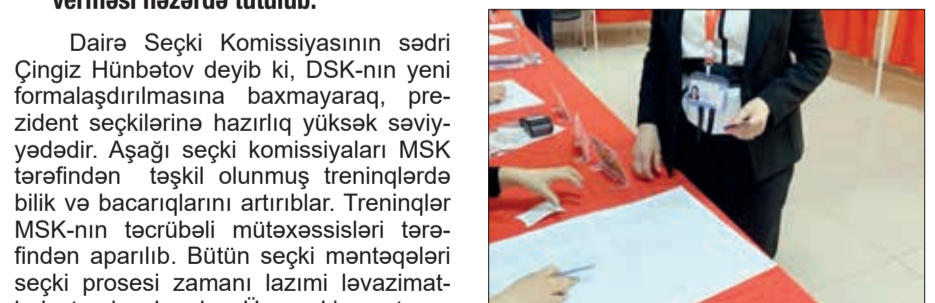 verməsi nəzərdə tutulub.
Dairə Seçki Komissiyasının sədri
Çingiz Hünbətov deyib ki, DSK-nın yeni
formalaşdırılmasına baxmayaraq, pre-
zident seçkilərinə hazırlıq yüksək səviy-
yədədir. Aşağı seçki komissiyaları MSK
tərəfindən təşkil olunmuş treninqlərdə
bilik və bacarıqlarını artırıblar. Treninqlər
MSK-nın təcrübəli mütəxəssisləri tərə-
findən aparılıb. Bütün seçki məntəqələri
seçki prosesi zamanı lazımi ləvazimat-